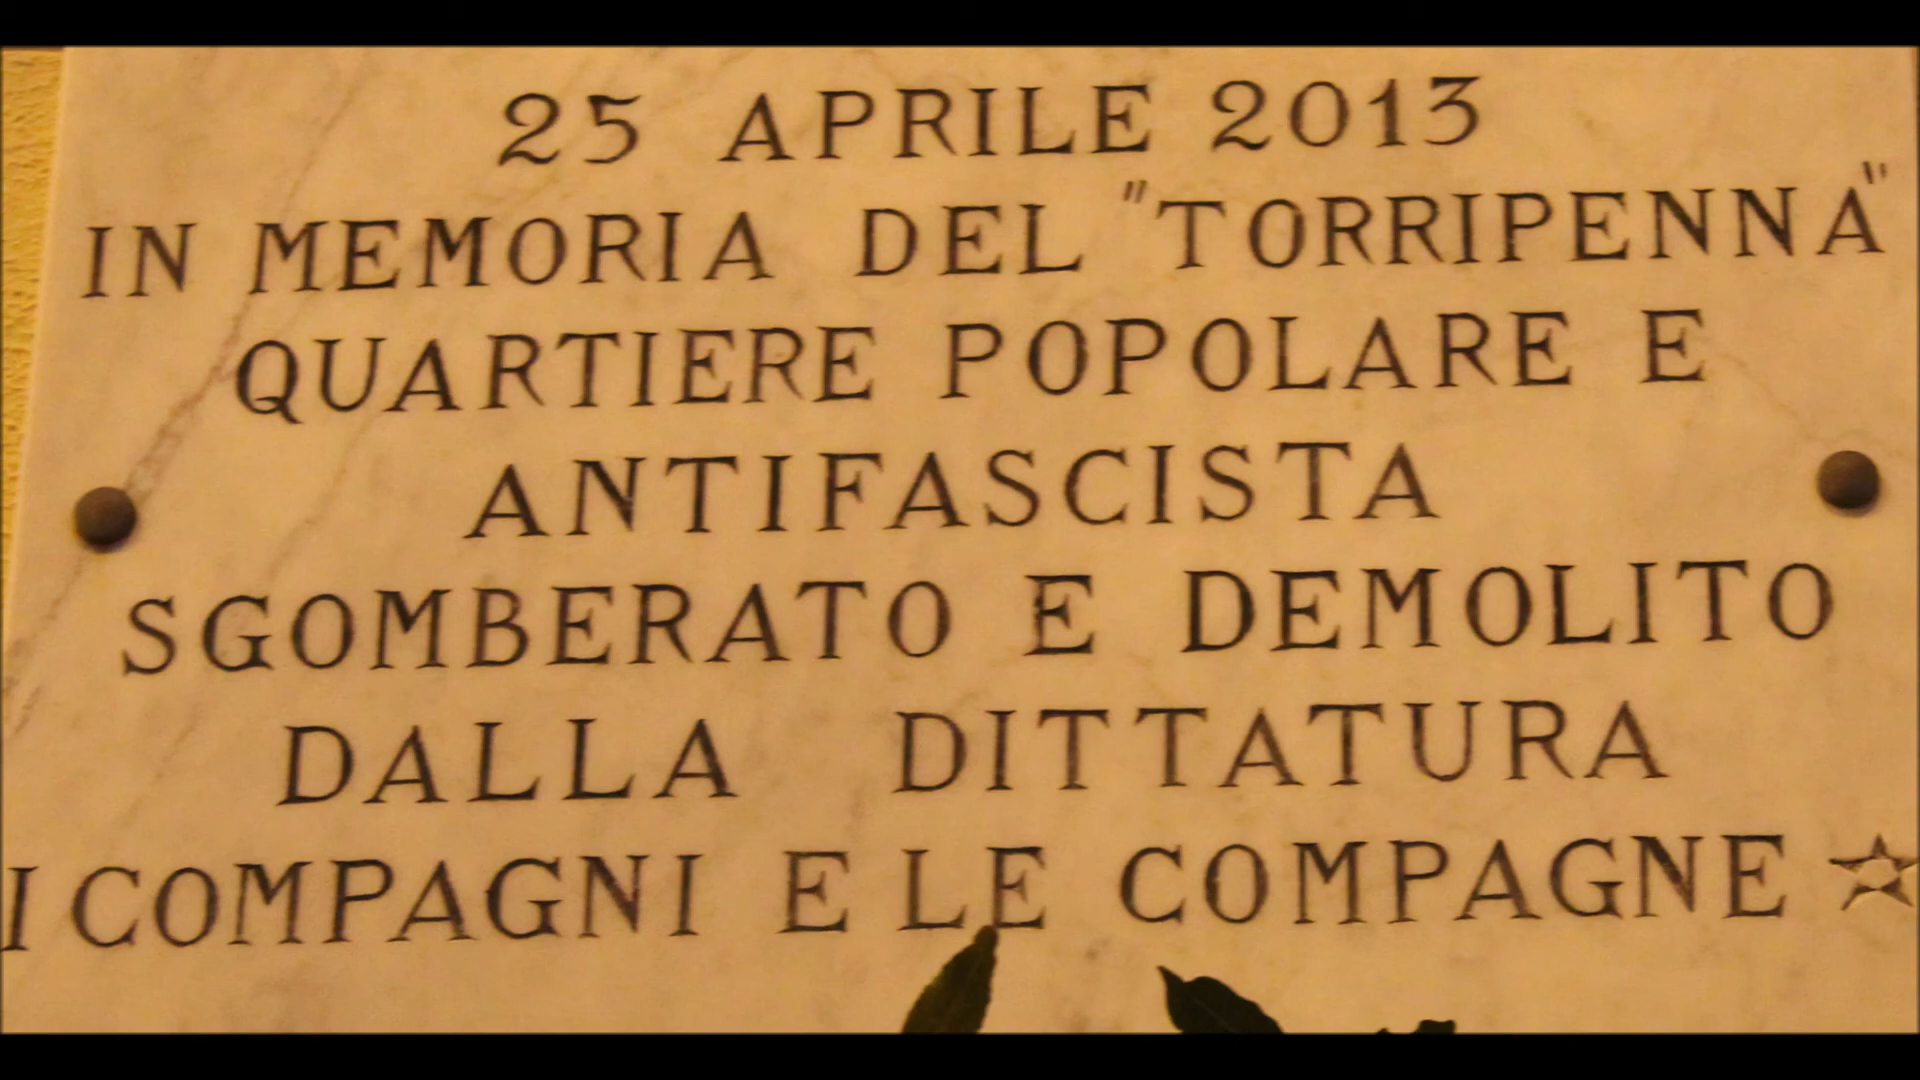 25 APRILE 2013
IN MEMORIA DEL "TORRIPENNA"
QUARTIERE POPOLARE E
ANTIFASCISTA
SGOMBERATO E DEMOLITO
DALLA DITTATURA
I COMPAGNI E LE COMPAGNE